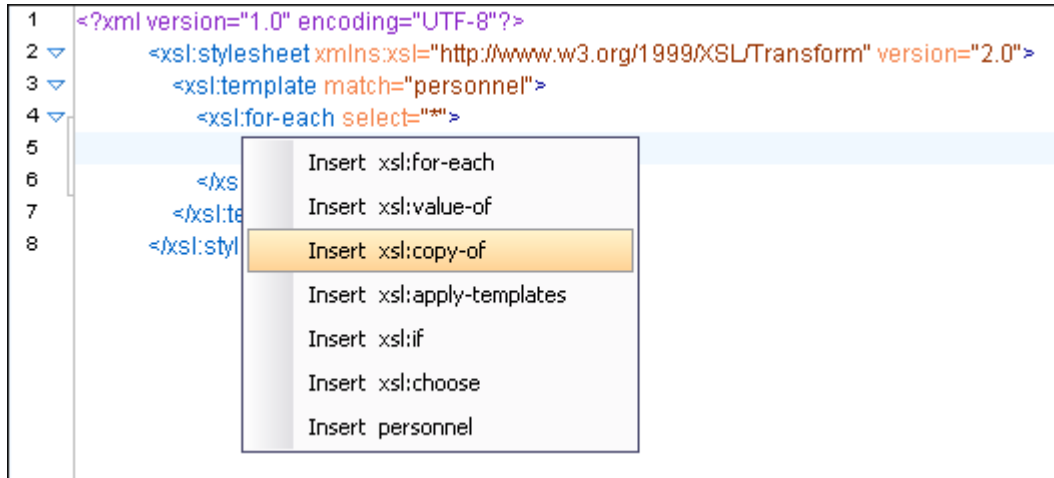 1 <?xml version="1.0" encoding="UTF-8"?>
2 <xsl:stylesheet xmlns:xsl="http://www.w3.org/1999/XSL/Transform" version="2.0">
3 <xsl:template match="personnel">
4 <xsl:for-each select="*">
5
Insert xsl:for-each
6 </xs
Insert xsl:value-of
7 </xsl:te
8 </xsl:styl
Insert xsl:copy-of
Insert xsl:apply-templates
Insert xsl:if
Insert xsl:choose
Insert personnel